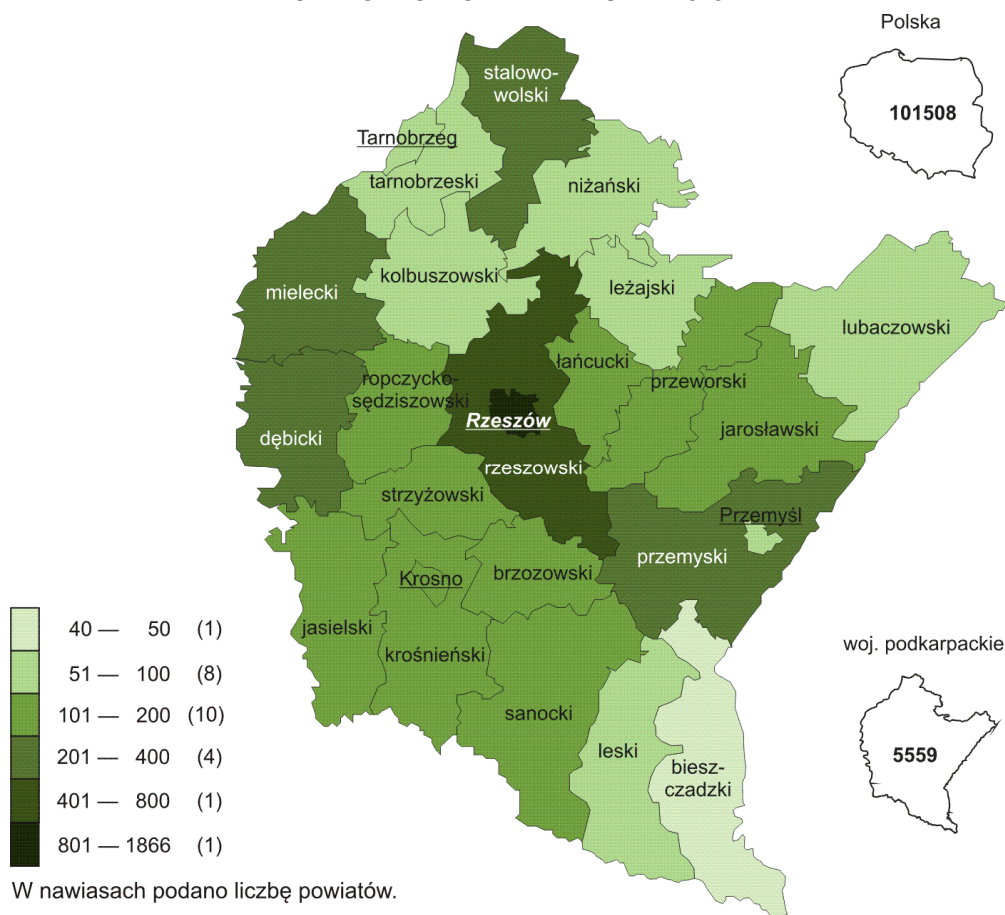 Polska
101508
stalowo-
wolski
Tarnobrzeg
tarnobrzeski
niżański
kolbuszowski
leżajski
mielecki
lubaczowski
łańcucki
ropczycko-
sędziszowski
przeworski
Rzeszów
jarosławski
dębicki
rzeszowski
strzyżowski
Przemyśl
przemyski
Krosno
brzozowski
jasielski
krośnieński
sanocki
leski
biesz-
czadzki
woj. podkarpackie
5559
40 — 50 (1)
51 — 100 (8)
101 — 200 (10)
201 — 400 (4)
401 — 800 (1)
801 — 1866 (1)
W nawiasach podano liczbę powiatów.